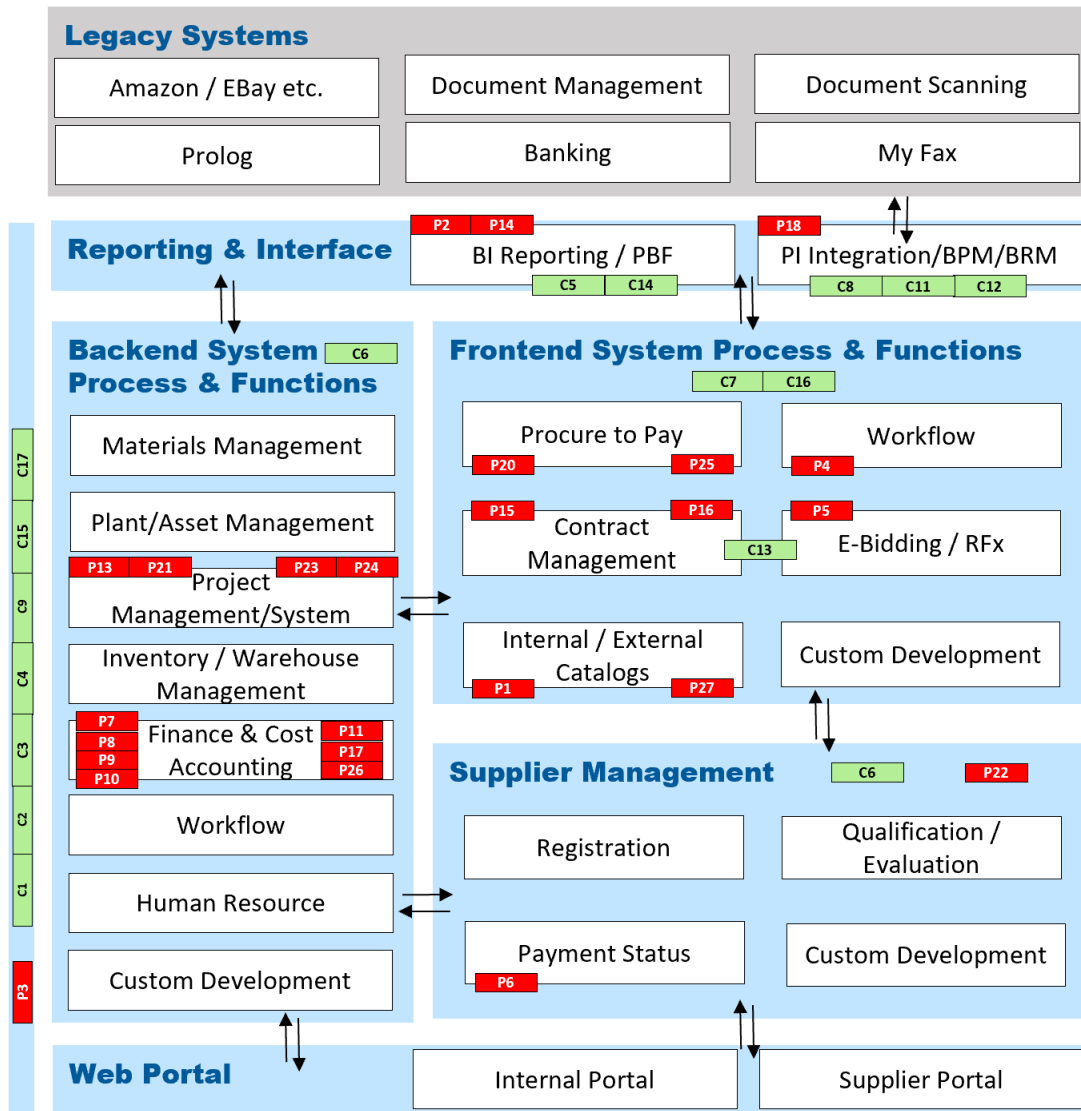 Legacy Systems
Amazon / EBay etc.
Document Management
Document Scanning
Prolog
Banking
My Fax
Reporting & Interface
P2
P14
BI Reporting / PBF
C5
C14
P18
PI Integration/BPM/BRM
C8
C11
C12
C17
C15
C9
C4
C3
C2
C1
P3
Backend System
Process & Functions
C6
Materials Management
Plant/Asset Management
P13
P21
P23
P24
Project
Management/System
Inventory / Warehouse
Management
P7
P8
P9
P10
Finance & Cost
Accounting
P11
P17
P26
Workflow
Human Resource
Custom Development
Frontend System Process & Functions
C7
C16
Procure to Pay
P20
P25
Workflow
P4
P15
P16
Contract
Management
C13
P5
E-Bidding / RFx
Internal / External
Catalogs
P1
P27
Custom Development
Supplier Management
C6
P22
Registration
Qualification /
Evaluation
Payment Status
P6
Custom Development
Web Portal
Internal Portal
Supplier Portal